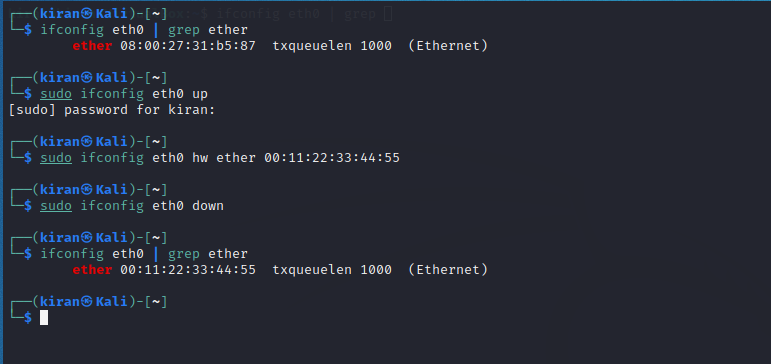 ┌──(kiran㉿Kali)-[~]
└─$ ifconfig eth0 | grep ether
ether 08:00:27:31:b5:87 txqueuelen 1000 (Ethernet)
┌──(kiran㉿Kali)-[~]
└─$ sudo ifconfig eth0 up
[sudo] password for kiran:
┌──(kiran㉿Kali)-[~]
└─$ sudo ifconfig eth0 hw ether 00:11:22:33:44:55
┌──(kiran㉿Kali)-[~]
└─$ sudo ifconfig eth0 down
┌──(kiran㉿Kali)-[~]
└─$ ifconfig eth0 | grep ether
ether 00:11:22:33:44:55 txqueuelen 1000 (Ethernet)
┌──(kiran㉿Kali)-[~]
└─$